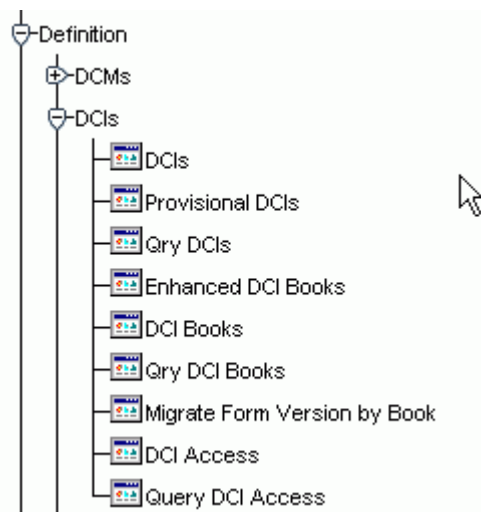 Definition
DCMs
DCIs
DCIs
Provisional DCIs
Qry DCIs
Enhanced DCI Books
DCI Books
Qry DCI Books
Migrate Form Version by Book
DCI Access
Query DCI Access